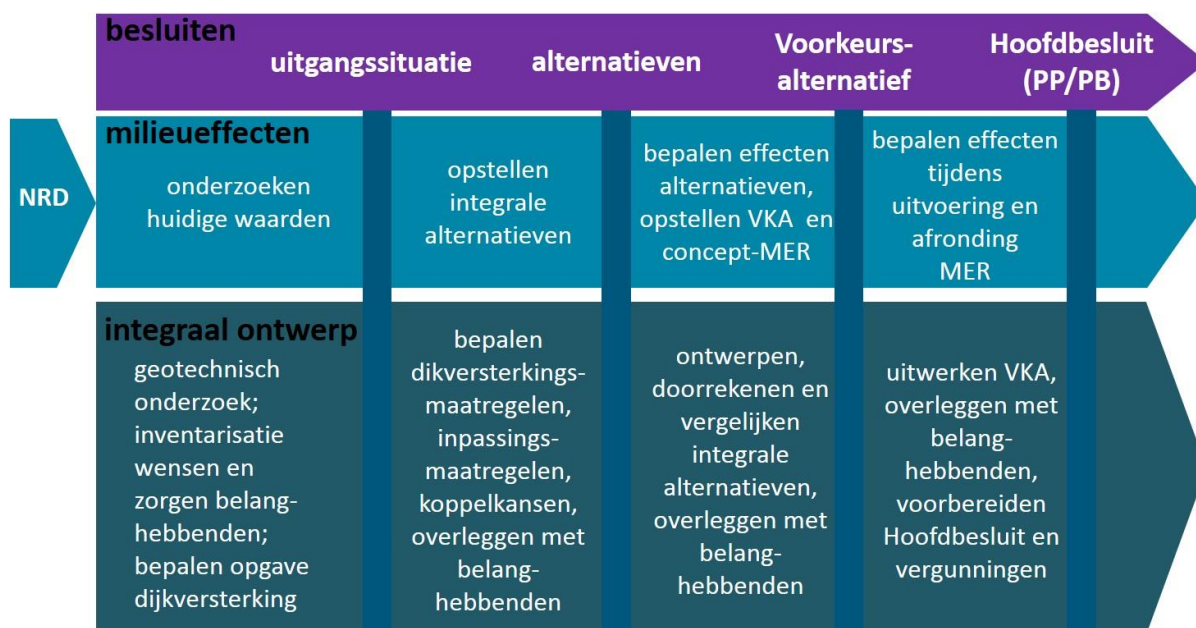 besluiten
uitgangssituatie
alternatieven
Voorkeurs-
alternatief
Hoofdbesluit
(PP/PB)
NRD
milieueffecten
onderzoeken
huidige waarden
opstellen
integrale
alternatieven
bepalen effecten
alternatieven,
opstellen VKA en
concept-MER
bepalen effecten
tijdens
uitvoering en
afronding
MER
integraal ontwerp
geotechnisch
onderzoek;
inventarisatie
wensen en
zorgen belang-
hebbenden;
bepalen opgave
dijkversterking
bepalen
dikversterkings-
maatregelen,
inpassings-
maatregelen,
koppelkansen,
overleggen met
belang-
hebbenden
ontwerpen,
doorrekenen en
vergelijken
integrale
alternatieven,
overleggen met
belang-
hebbenden
uitwerken VKA,
overleggen met
belang-
hebbenden,
voorbereiden
Hoofdbesluit en
vergunningen